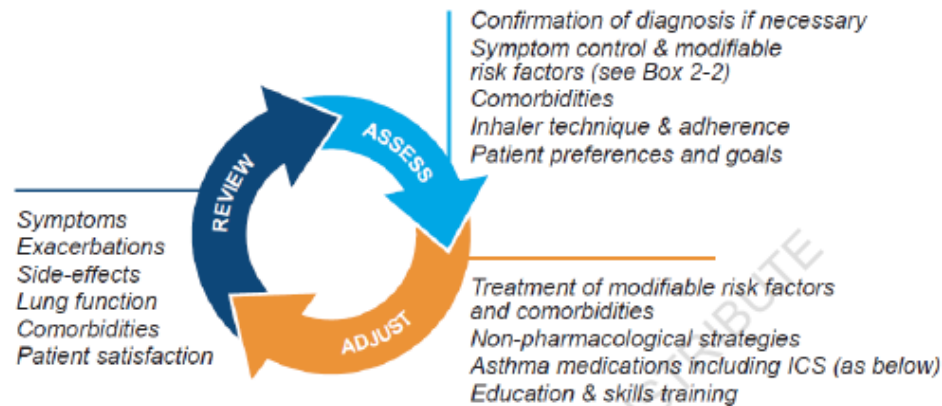 Confirmation of diagnosis if necessary
Symptom control & modifiable
risk factors (see Box 2-2)
Comorbidities
Inhaler technique & adherence
Patient preferences and goals
ASSESS
REVIEW
Symptoms
Exacerbations
Side-effects
Lung function
Comorbidities
Patient satisfaction
ADJUST
Treatment of modifiable risk factors
and comorbidities
Non-pharmacological strategies
Asthma medications including ICS (as below)
Education & skills training